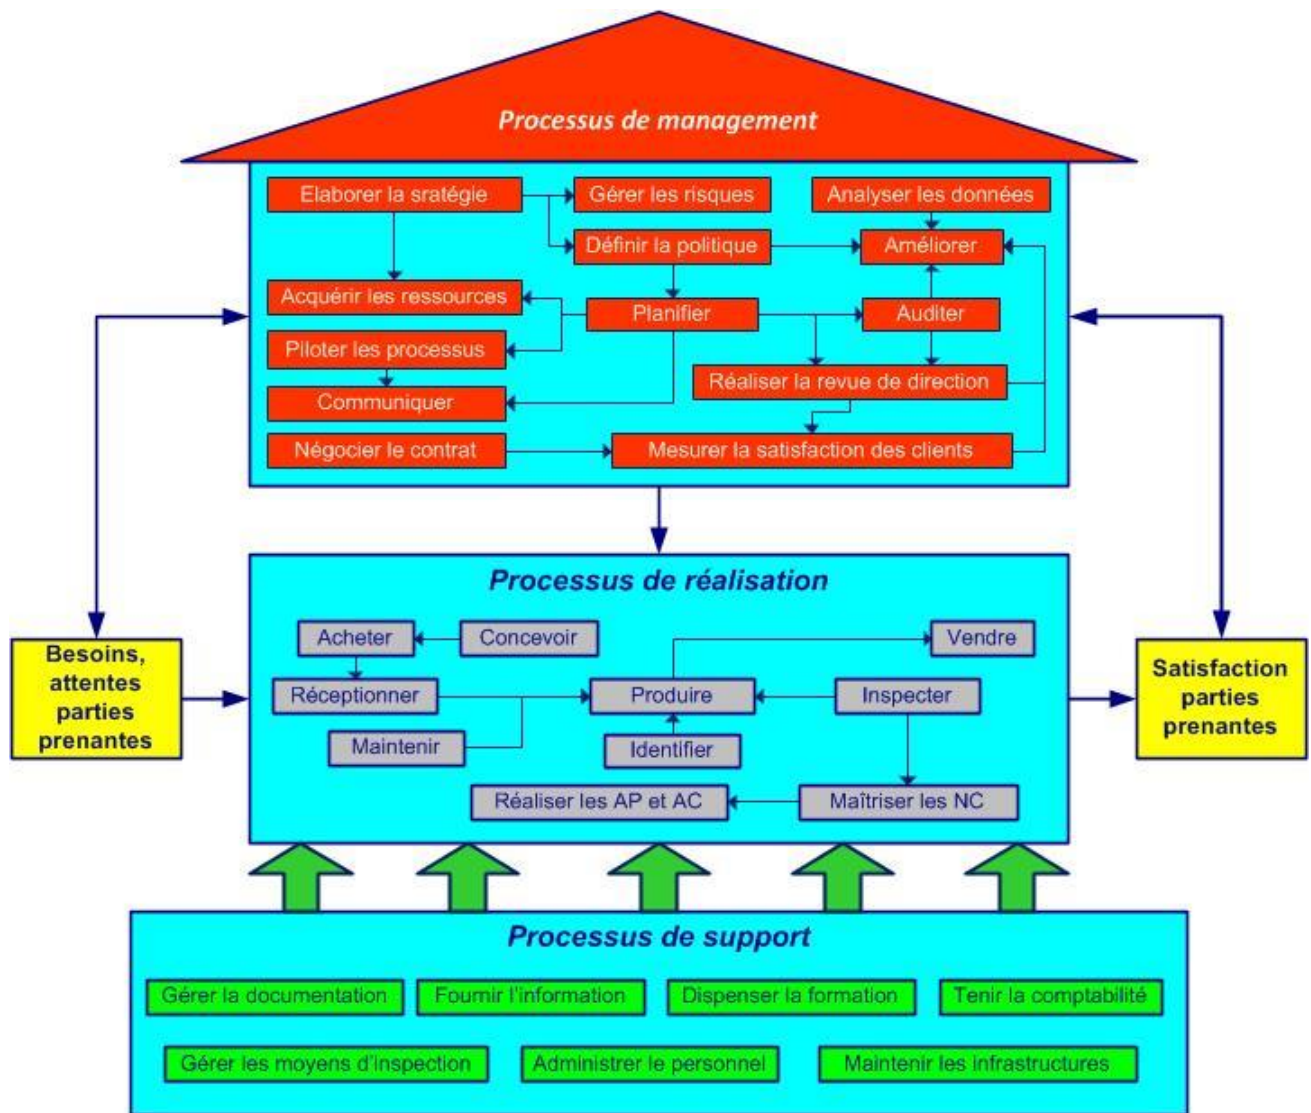 Processus de management
Elaborer la sratégie
Gérer les risques
Analyser les données
Définir la politique
Améliorer
Acquérir les ressources
Planifier
Auditer
Piloter les processus
Réaliser la revue de direction
Communiquer
Négocier le contrat
Mesurer la satisfaction des clients
Processus de réalisation
Acheter
Concevoir
Vendre
Besoins,
attentes
parties
prenantes
Réceptionner
Produire
Inspecter
Satisfaction
parties
prenantes
Maintenir
Identifier
Réaliser les AP et AC
Maîtriser les NC
Processus de support
Gérer la documentation
Fournir l'information
Dispenser la formation
Tenir la comptabilité
Gérer les moyens d'inspection
Administrer le personnel
Maintenir les infrastructures